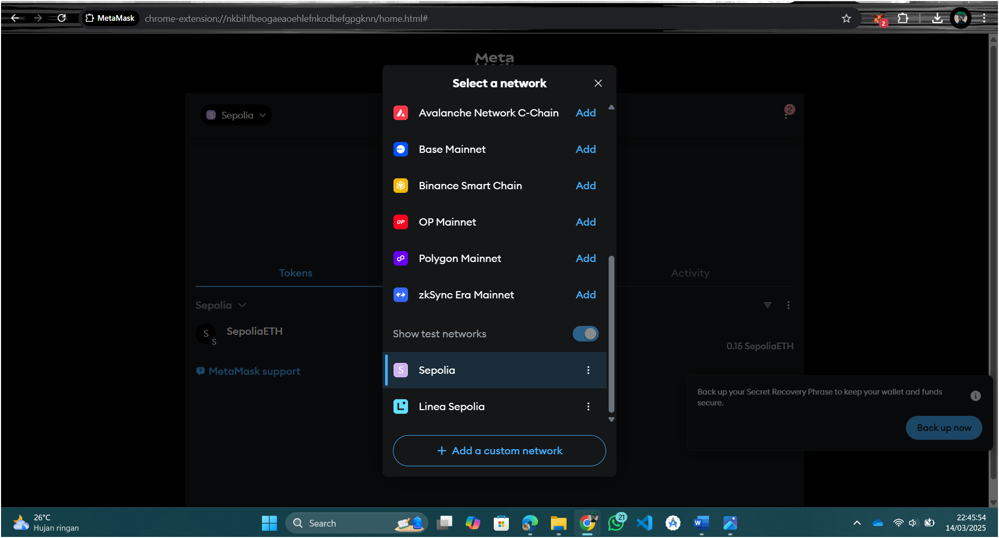 MetaMask
chrome-extension://nkbihfbeogaeaoehlefnkodbefgpgknn/home.html#
2
Meta
Mask
Select a network
Sepolia
2
Avalanche Network C-Chain Add
Base Mainnet Add
Binance Smart Chain Add
OP
OP Mainnet Add
Polygon Mainnet Add
zkSync Era Mainnet Add
Tokens
Activity
Sepolia
S
S
SepoliaETH
0.15 SepoliaETH
MetaMask support
Show test networks
S
Sepolia
L
Linea Sepolia
+ Add a custom network
Back up your Secret Recovery Phrase to keep your wallet and funds
secure.
Back up now
26°C
Hujan ringan
Search
21
W
22:45:54
14/03/2025